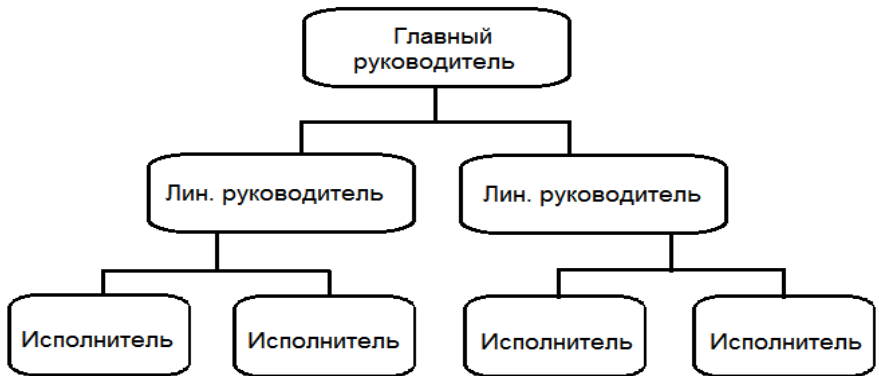 Главный
руководитель
Лин. руководитель
Лин. руководитель
Исполнитель
Исполнитель
Исполнитель
Исполнитель